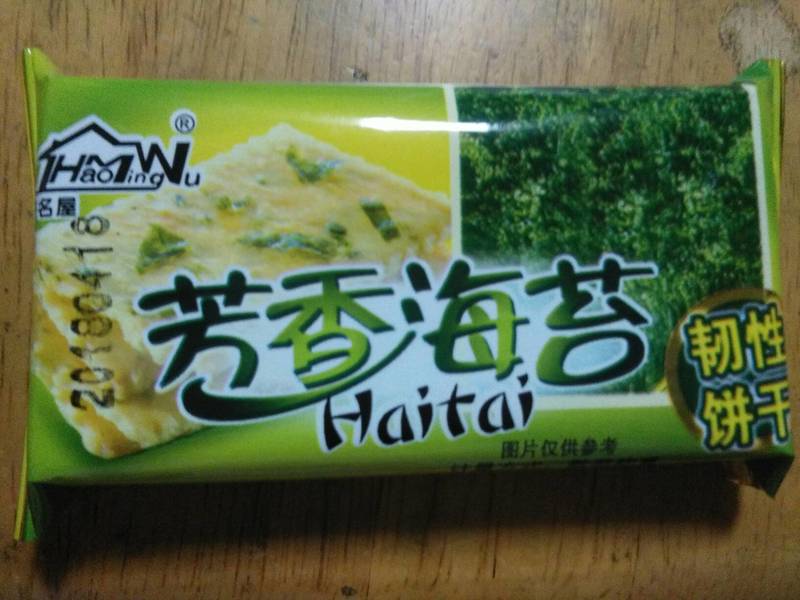 HaoMingWu®
名屋
20180418
芳香海苔
Haitai
韧性
饼干
图片仅供参考